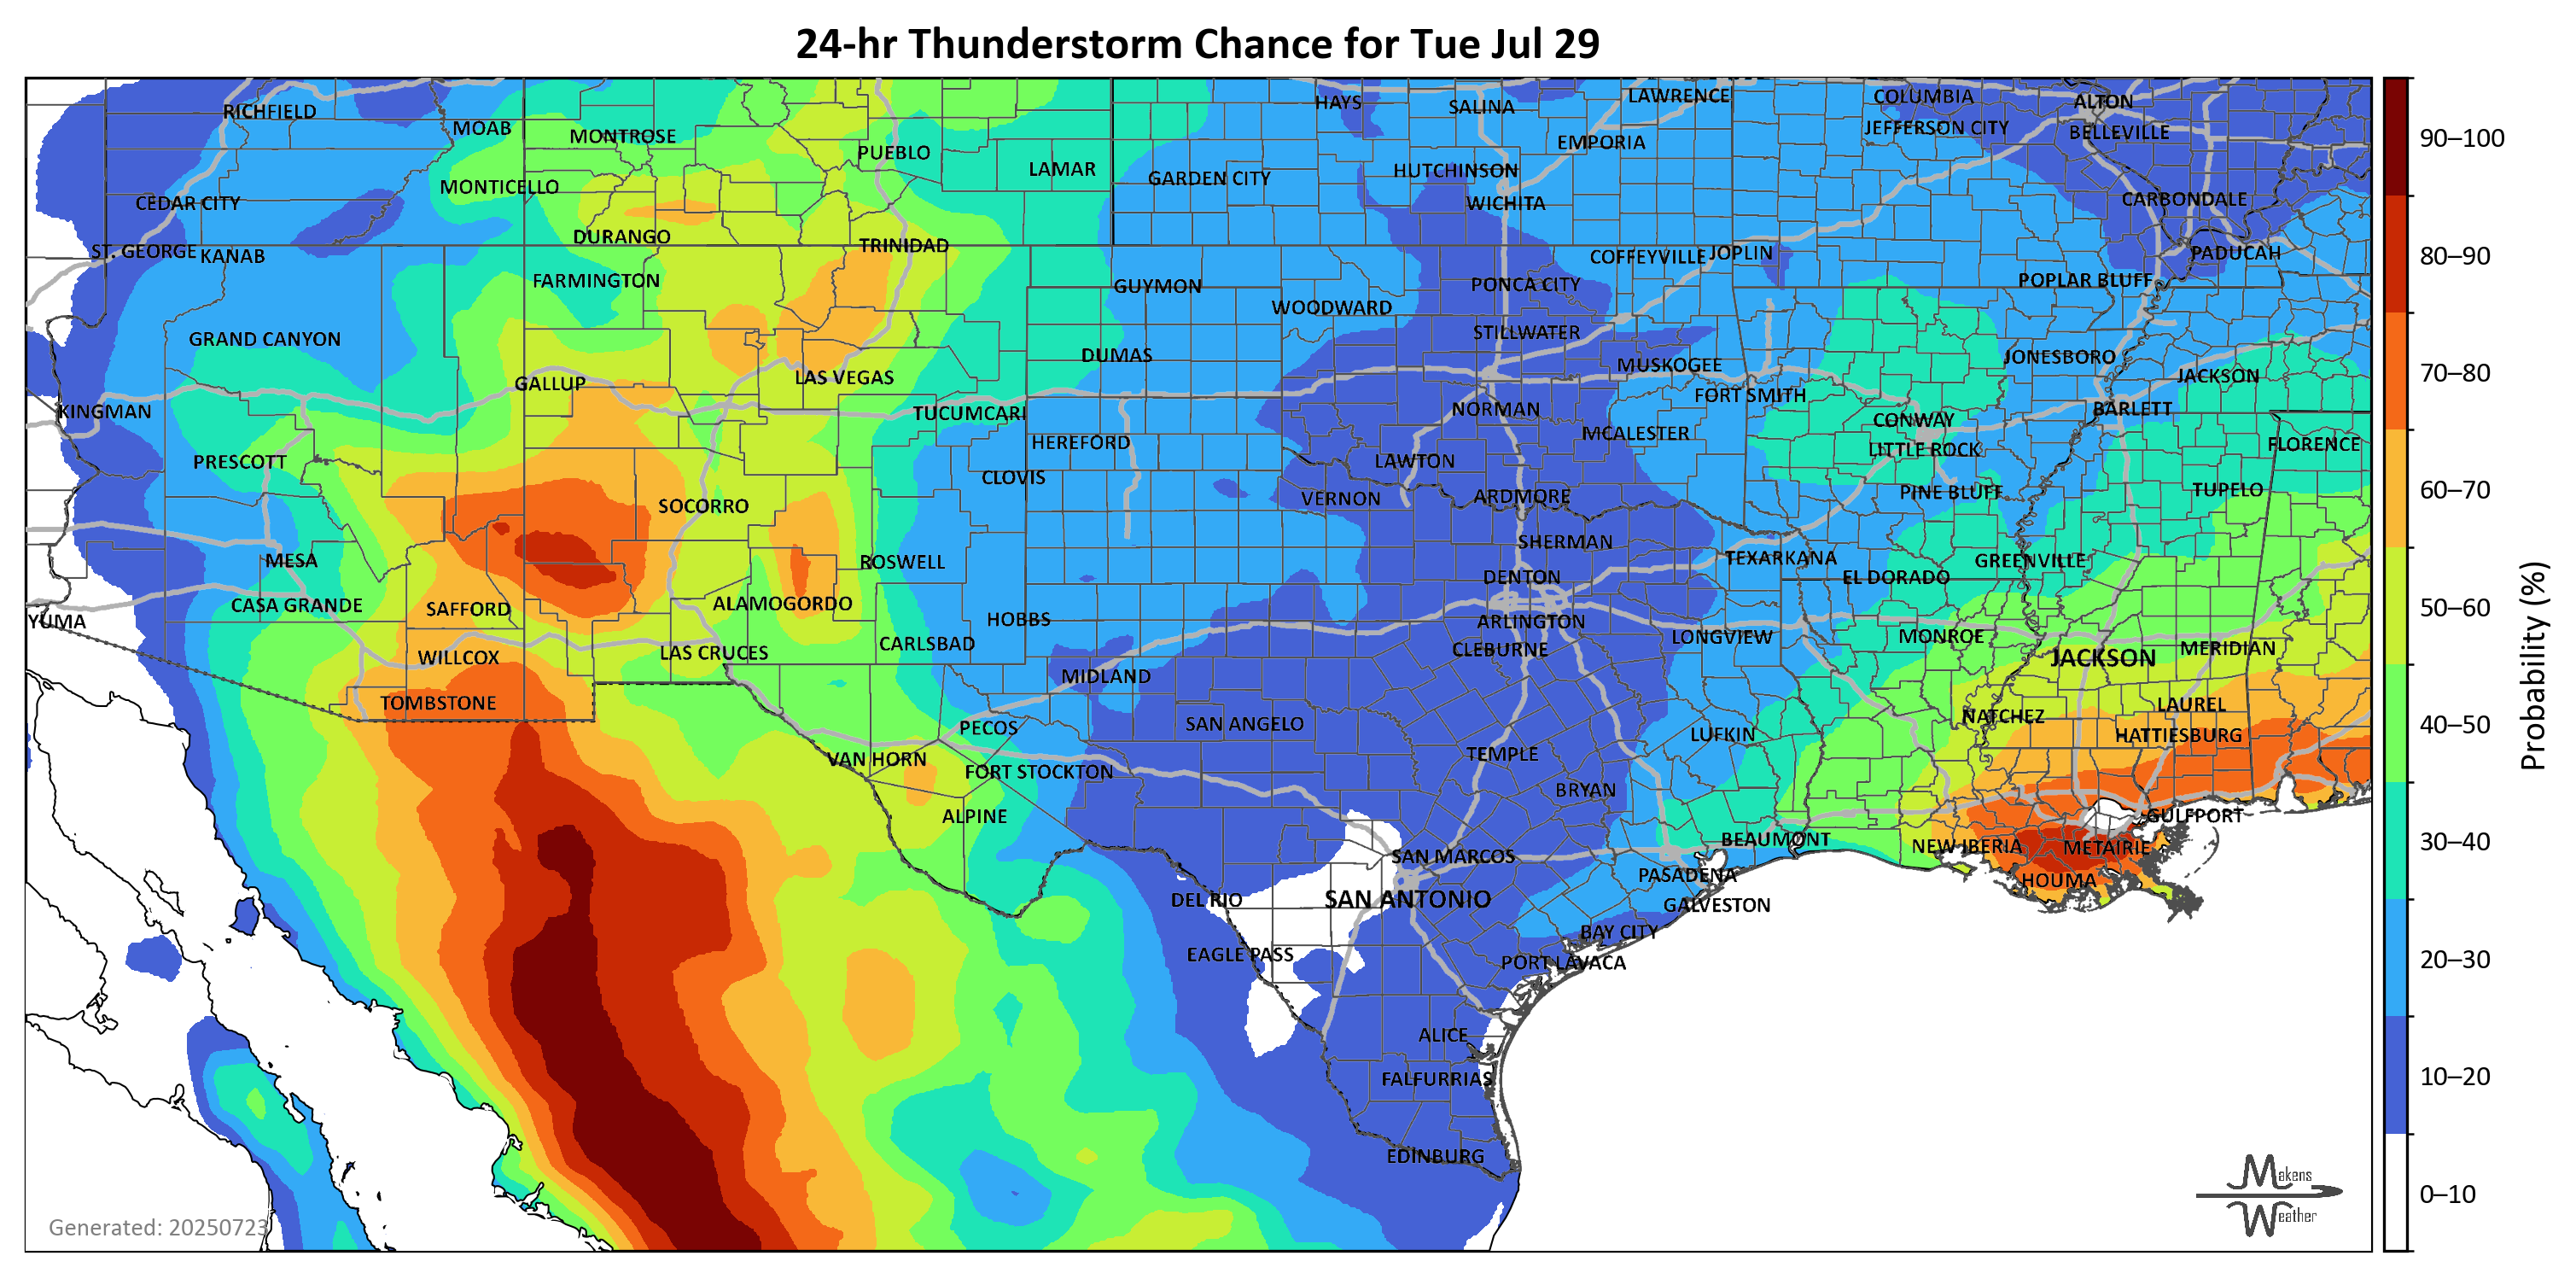 24-hr Thunderstorm Chance for Tue Jul 29
RICHFIELD
MOAB
MONTROSE
PUEBLO
LAMAR
HAYS
SALINA
LAWRENCE
COLUMBIA
ALTON
EMPORIA
JEFFERSON CITY
BELLEVILLE
MONTICELLO
GARDEN CITY
HUTCHINSON
CEDAR CITY
WICHITA
CARBONDALE
DURANGO
TRINIDAD
ST. GEORGE
KANAB
COFFEYVILLE
JOPLIN
PADUCAH
FARMINGTON
GUYMON
PONCA CITY
POPLAR BLUFF
WOODWARD
GRAND CANYON
STILLWATER
DUMAS
MUSKOGEE
JONESBORO
GALLUP
LAS VEGAS
JACKSON
FORT SMITH
KINGMAN
TUCUMCARI
NORMAN
BARLETT
CONWAY
HEREFORD
MCALESTER
LITTLE ROCK
FLORENCE
PRESCOTT
CLOVIS
LAWTON
SOCORRO
VERNON
ARDMORE
PINE BLUFF
TUPELO
MESA
ROSWELL
SHERMAN
TEXARKANA
GREENVILLE
DENTON
EL DORADO
CASA GRANDE
SAFFORD
ALAMOGORDO
YUMA
HOBBS
ARLINGTON
WILLCOX
LAS CRUCES
CARLSBAD
CLEBURNE
LONGVIEW
MONROE
JACKSON
MERIDIAN
TOMBSTONE
MIDLAND
PECOS
SAN ANGELO
NATCHEZ
LAUREL
VAN HORN
FORT STOCKTON
TEMPLE
LUFKIN
HATTIESBURG
ALPINE
BRYAN
GULFPORT
SAN MARCOS
BEAUMONT
NEW IBERIA
METAIRIE
DEL RIO
SAN ANTONIO
PASADENA
HOUMA
GALVESTON
EAGLE PASS
BAY CITY
PORT LAVACA
ALICE
FALFURRIAS
EDINBURG
Generated: 20250723
Makens
Weather
90–100
80–90
70–80
60–70
50–60
40–50
30–40
20–30
10–20
0–10
Probability (%)